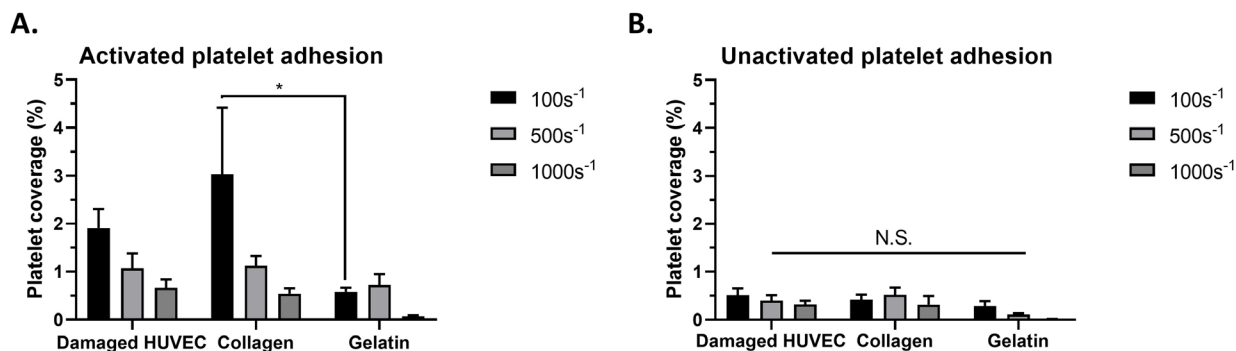 A.
Activated platelet adhesion
Platelet coverage (%)
5
4
3
2
1
0
*
Damaged HUVEC Collagen Gelatin
100s⁻¹
500s⁻¹
1000s⁻¹
B.
Unactivated platelet adhesion
Platelet coverage (%)
5
4
3
2
1
0
N.S.
Damaged HUVEC Collagen Gelatin
100s⁻¹
500s⁻¹
1000s⁻¹